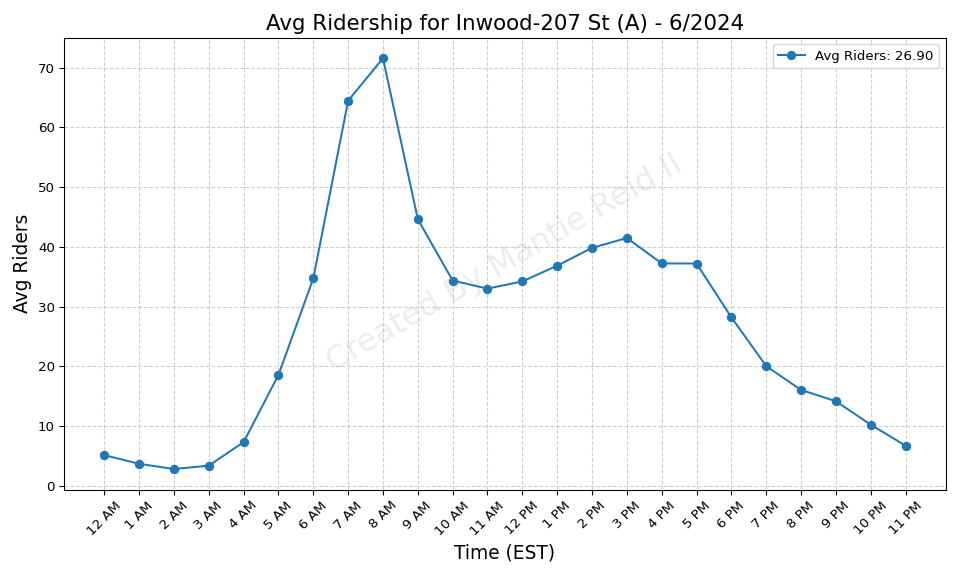 Avg Ridership for Inwood-207 St (A) - 6/2024
Avg Riders: 26.90
Avg Riders
70
60
50
40
30
20
10
0
Created By Mantie Reid II
12 AM
1 AM
2 AM
3 AM
4 AM
5 AM
6 AM
7 AM
8 AM
9 AM
10 AM
11 AM
12 PM
1 PM
2 PM
3 PM
4 PM
5 PM
6 PM
7 PM
8 PM
9 PM
10 PM
11 PM
Time (EST)